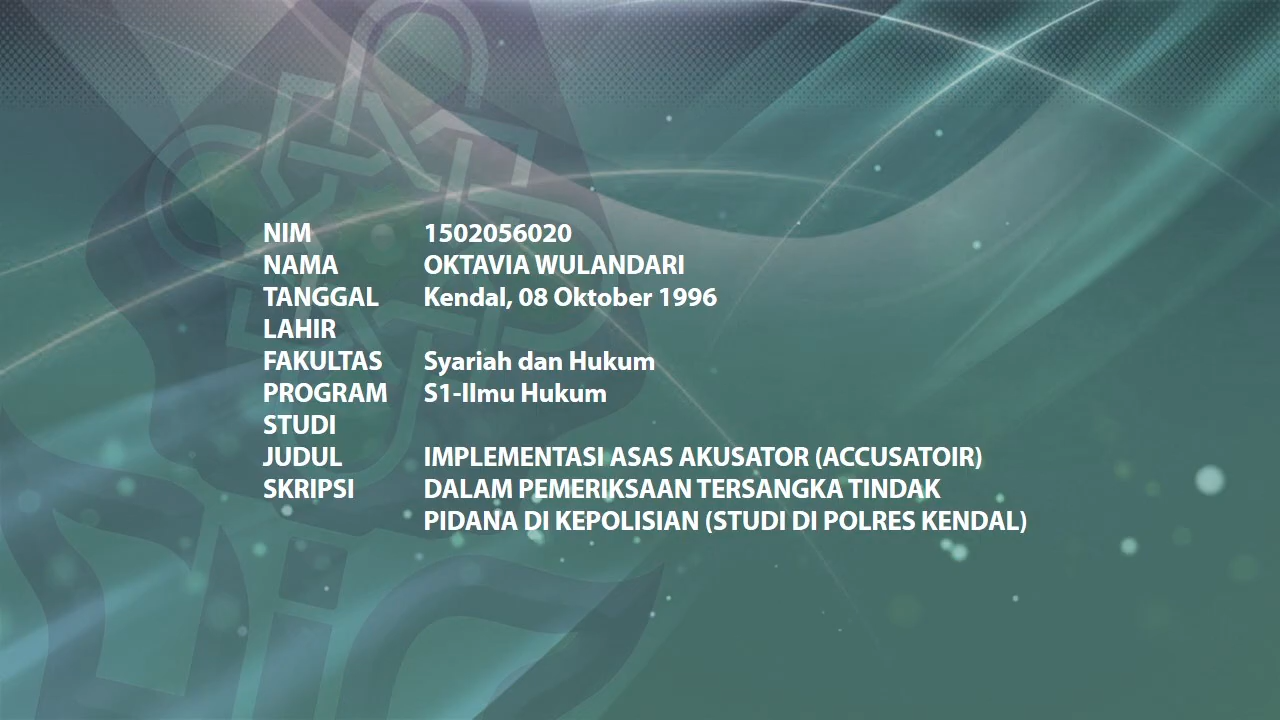 NIM 1502056020
NAMA OKTAVIA WULANDARI
TANGGAL Kendal, 08 Oktober 1996
LAHIR
FAKULTAS Syariah dan Hukum
PROGRAM S1-Ilmu Hukum
STUDI
JUDUL IMPLEMENTASI ASAS AKUSATOR (ACCUSATOIR)
SKRIPSI DALAM PEMERIKSAAN TERSANGKA TINDAK
PIDANA DI KEPOLISIAN (STUDI DI POLRES KENDAL)